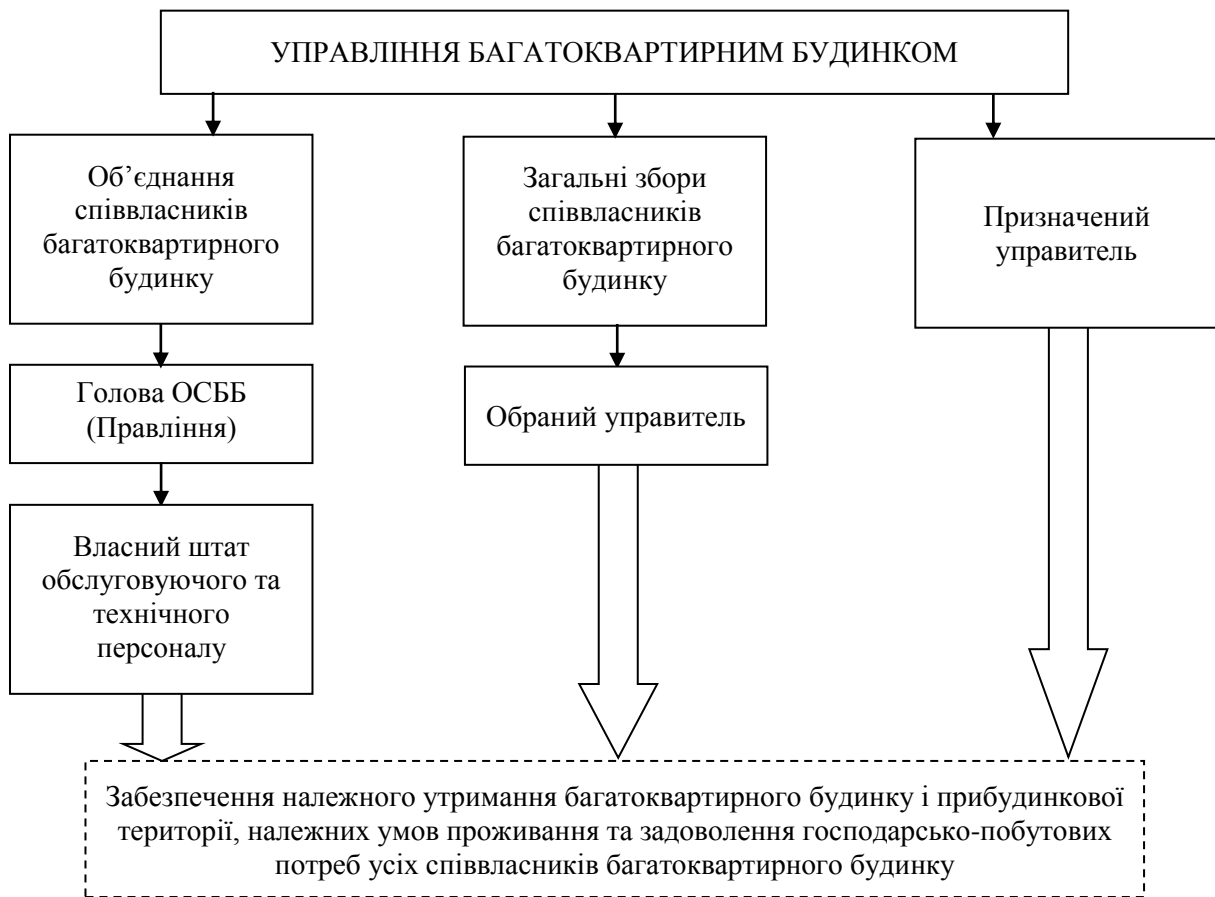 УПРАВЛІННЯ БАГАТОКВАРТИРНИМ БУДИНКОМ
Об’єднання
співвласників
багатоквартирного
будинку
Голова ОСББ
(Правління)
Власний штат
обслуговуючого та
технічного
персоналу
Загальні збори
співвласників
багатоквартирного
будинку
Обраний управитель
Призначений
управитель
Забезпечення належного утримання багатоквартирного будинку і прибудинкової
території, належних умов проживання та задоволення господарсько-побутових
потреб усіх співвласників багатоквартирного будинку